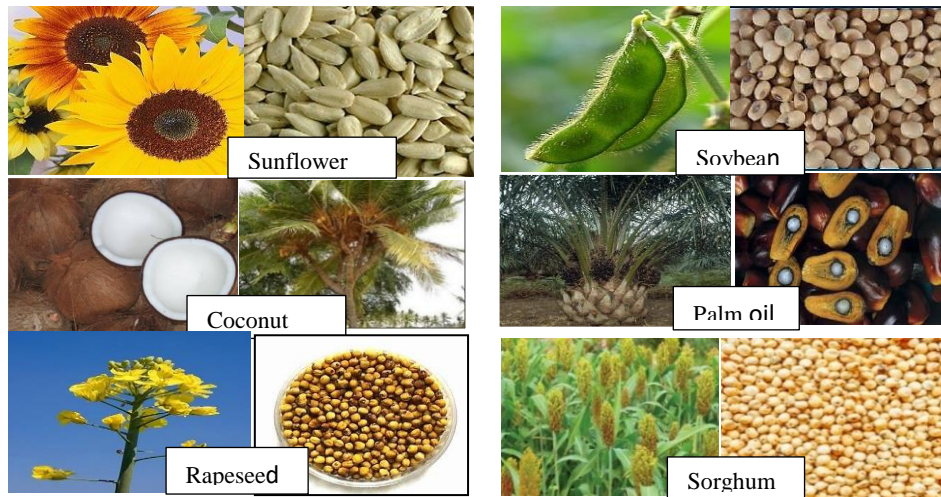 Sunflower
Soybean
Coconut
Palm oil
Rapeseed
Sorghum